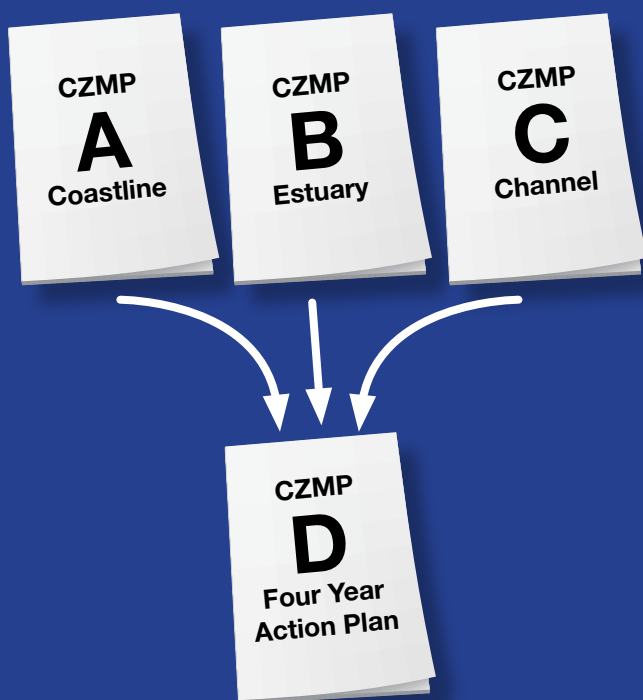 CZMP
A
Coastline
CZMP
B
Estuary
CZMP
C
Channel
CZMP
D
Four Year
Action Plan